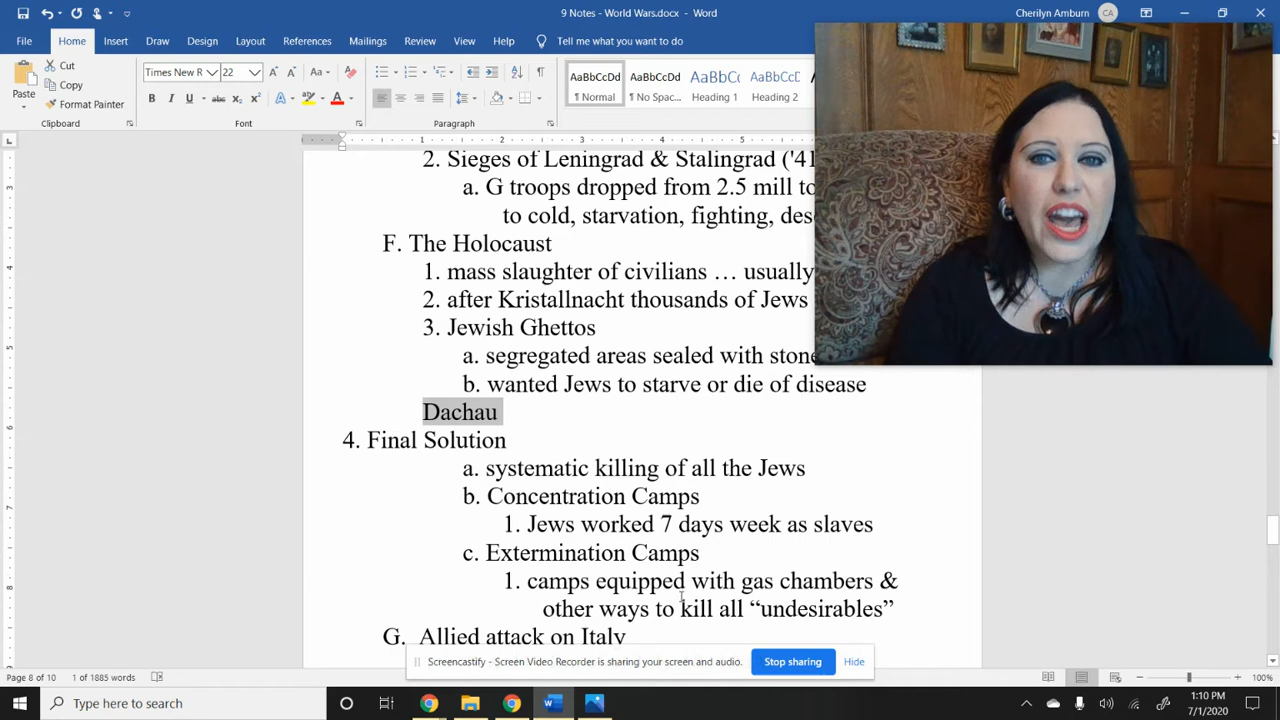 9 Notes - World Wars.docx - Word
Cherilyn Amburn CA
File Home Insert Draw Design Layout References Mailings Review View Help Tell me what you want to do
Cut
Copy
Format Painter
Paste
Times New R 22
Aa
B I U abc X₂ X²
AaBbCcDd AaBbCcDd AaBbCc AaBbCcD
¶ Normal ¶ No Spac... Heading 1 Heading 2
Clipboard Font Paragraph
2. Sieges of Leningrad & Stalingrad ('41
a. G troops dropped from 2.5 mill to
to cold, starvation, fighting,
F. The Holocaust
1. mass slaughter of civilians … usually
2. after Kristallnacht thousands of Jews
3. Jewish Ghettos
a. segregated areas sealed with stone
b. wanted Jews to starve or die of disease
Dachau
4. Final Solution
a. systematic killing of all the Jews
b. Concentration Camps
1. Jews worked 7 days week as slaves
c. Extermination Camps
1. camps equipped with gas chambers &
other ways to kill all “undesirables”
G. Allied attack on Italy
Screencastify - Screen Video Recorder is sharing your screen and audio. Stop sharing Hide
Page 8 of 10 1 of 1885 words 100%
Type here to search
1:10 PM
7/1/2020